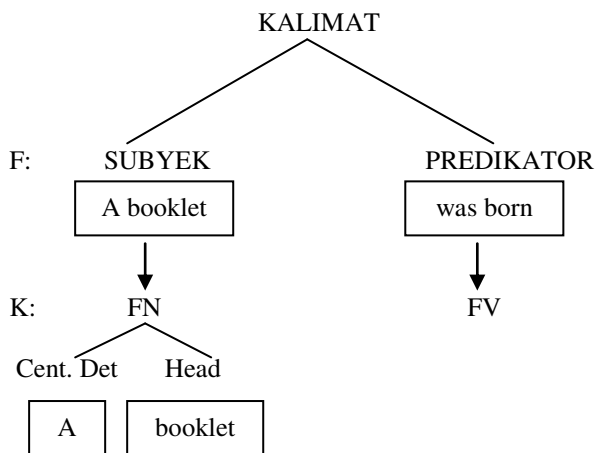 KALIMAT
F: SUBYEK PREDIKATOR
A booklet was born
K: FN FV
Cent. Det Head
A booklet